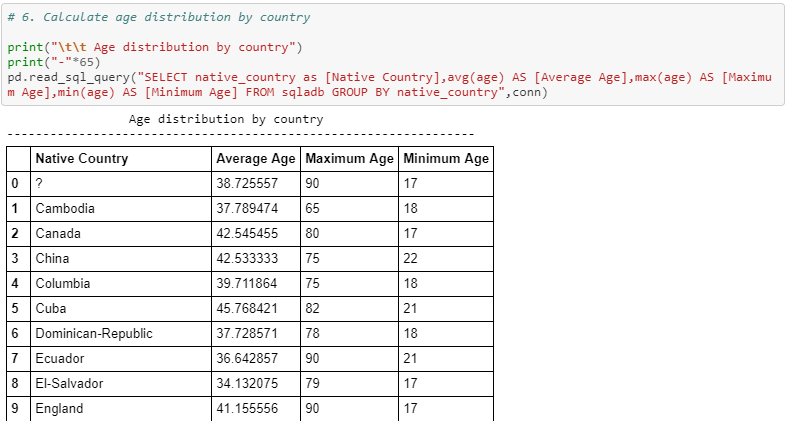 # 6. Calculate age distribution by country
print("\t\t Age distribution by country")
print("-"*65)
pd.read_sql_query("SELECT native_country as [Native Country],avg(age) AS [Average Age],max(age) AS [Maximu
m Age],min(age) AS [Minimum Age] FROM sqladb GROUP BY native_country",conn)
Age distribution by country
-----------------------------------------------------------------
Native Country Average Age Maximum Age Minimum Age
0 ? 38.725557 90 17
1 Cambodia 37.789474 65 18
2 Canada 42.545455 80 17
3 China 42.533333 75 22
4 Columbia 39.711864 75 18
5 Cuba 45.768421 82 21
6 Dominican-Republic 37.728571 78 18
7 Ecuador 36.642857 90 21
8 El-Salvador 34.132075 79 17
9 England 41.155556 90 17